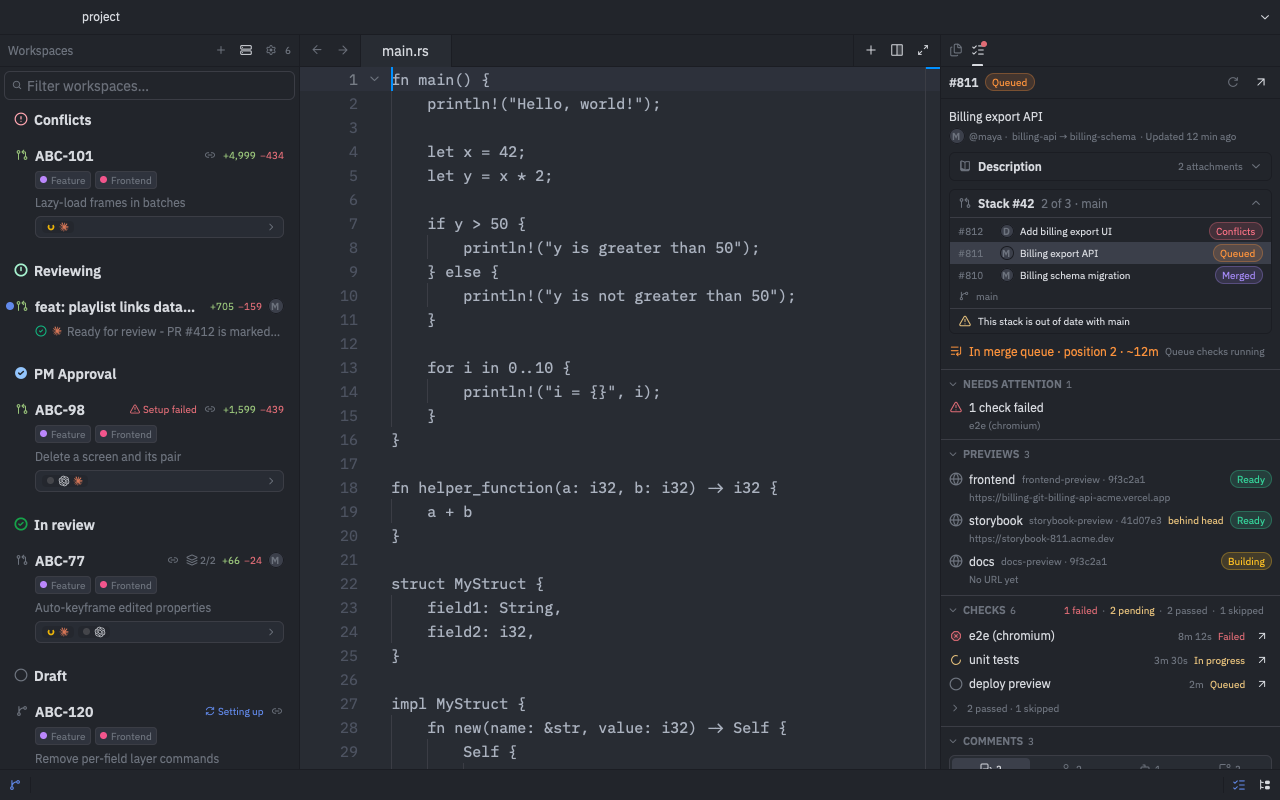 project
Workspaces
6
Filter workspaces...
Conflicts
ABC-101
+4,999 −434
Feature
Frontend
Lazy-load frames in batches
Reviewing
feat: playlist links data...
+705 −159
M
Ready for review - PR #412 is marked...
PM Approval
ABC-98
Setup failed
+1,599 −439
Feature
Frontend
Delete a screen and its pair
In review
ABC-77
2/2
+66 −24
M
Feature
Frontend
Auto-keyframe edited properties
Draft
ABC-120
Setting up
Feature
Frontend
Remove per-field layer commands
main.rs
1 fn main() {
2 println!("Hello, world!");
3
4 let x = 42;
5 let y = x * 2;
6
7 if y > 50 {
8 println!("y is greater than 50");
9 } else {
10 println!("y is not greater than 50");
11 }
12
13 for i in 0..10 {
14 println!("i = {}", i);
15 }
16 }
17
18 fn helper_function(a: i32, b: i32) -> i32 {
19 a + b
20 }
21
22 struct MyStruct {
23 field1: String,
24 field2: i32,
25 }
26
27 impl MyStruct {
28 fn new(name: &str, value: i32) -> Self {
29 Self {
#811 Queued
Billing export API
M @maya · billing-api → billing-schema · Updated 12 min ago
Description 2 attachments
Stack #42 2 of 3 · main
#812 D Add billing export UI Conflicts
#811 M Billing export API Queued
#810 M Billing schema migration Merged
main
This stack is out of date with main
In merge queue · position 2 · ~12m Queue checks running
NEEDS ATTENTION 1
1 check failed
e2e (chromium)
PREVIEWS 3
frontend frontend-preview · 9f3c2a1 Ready
https://billing-git-billing-api-acme.vercel.app
storybook storybook-preview · 41d07e3 behind head Ready
https://storybook-811.acme.dev
docs docs-preview · 9f3c2a1 Building
No URL yet
CHECKS 6 1 failed · 2 pending · 2 passed · 1 skipped
e2e (chromium) 8m 12s Failed
unit tests 3m 30s In progress
deploy preview 2m Queued
2 passed · 1 skipped
COMMENTS 3